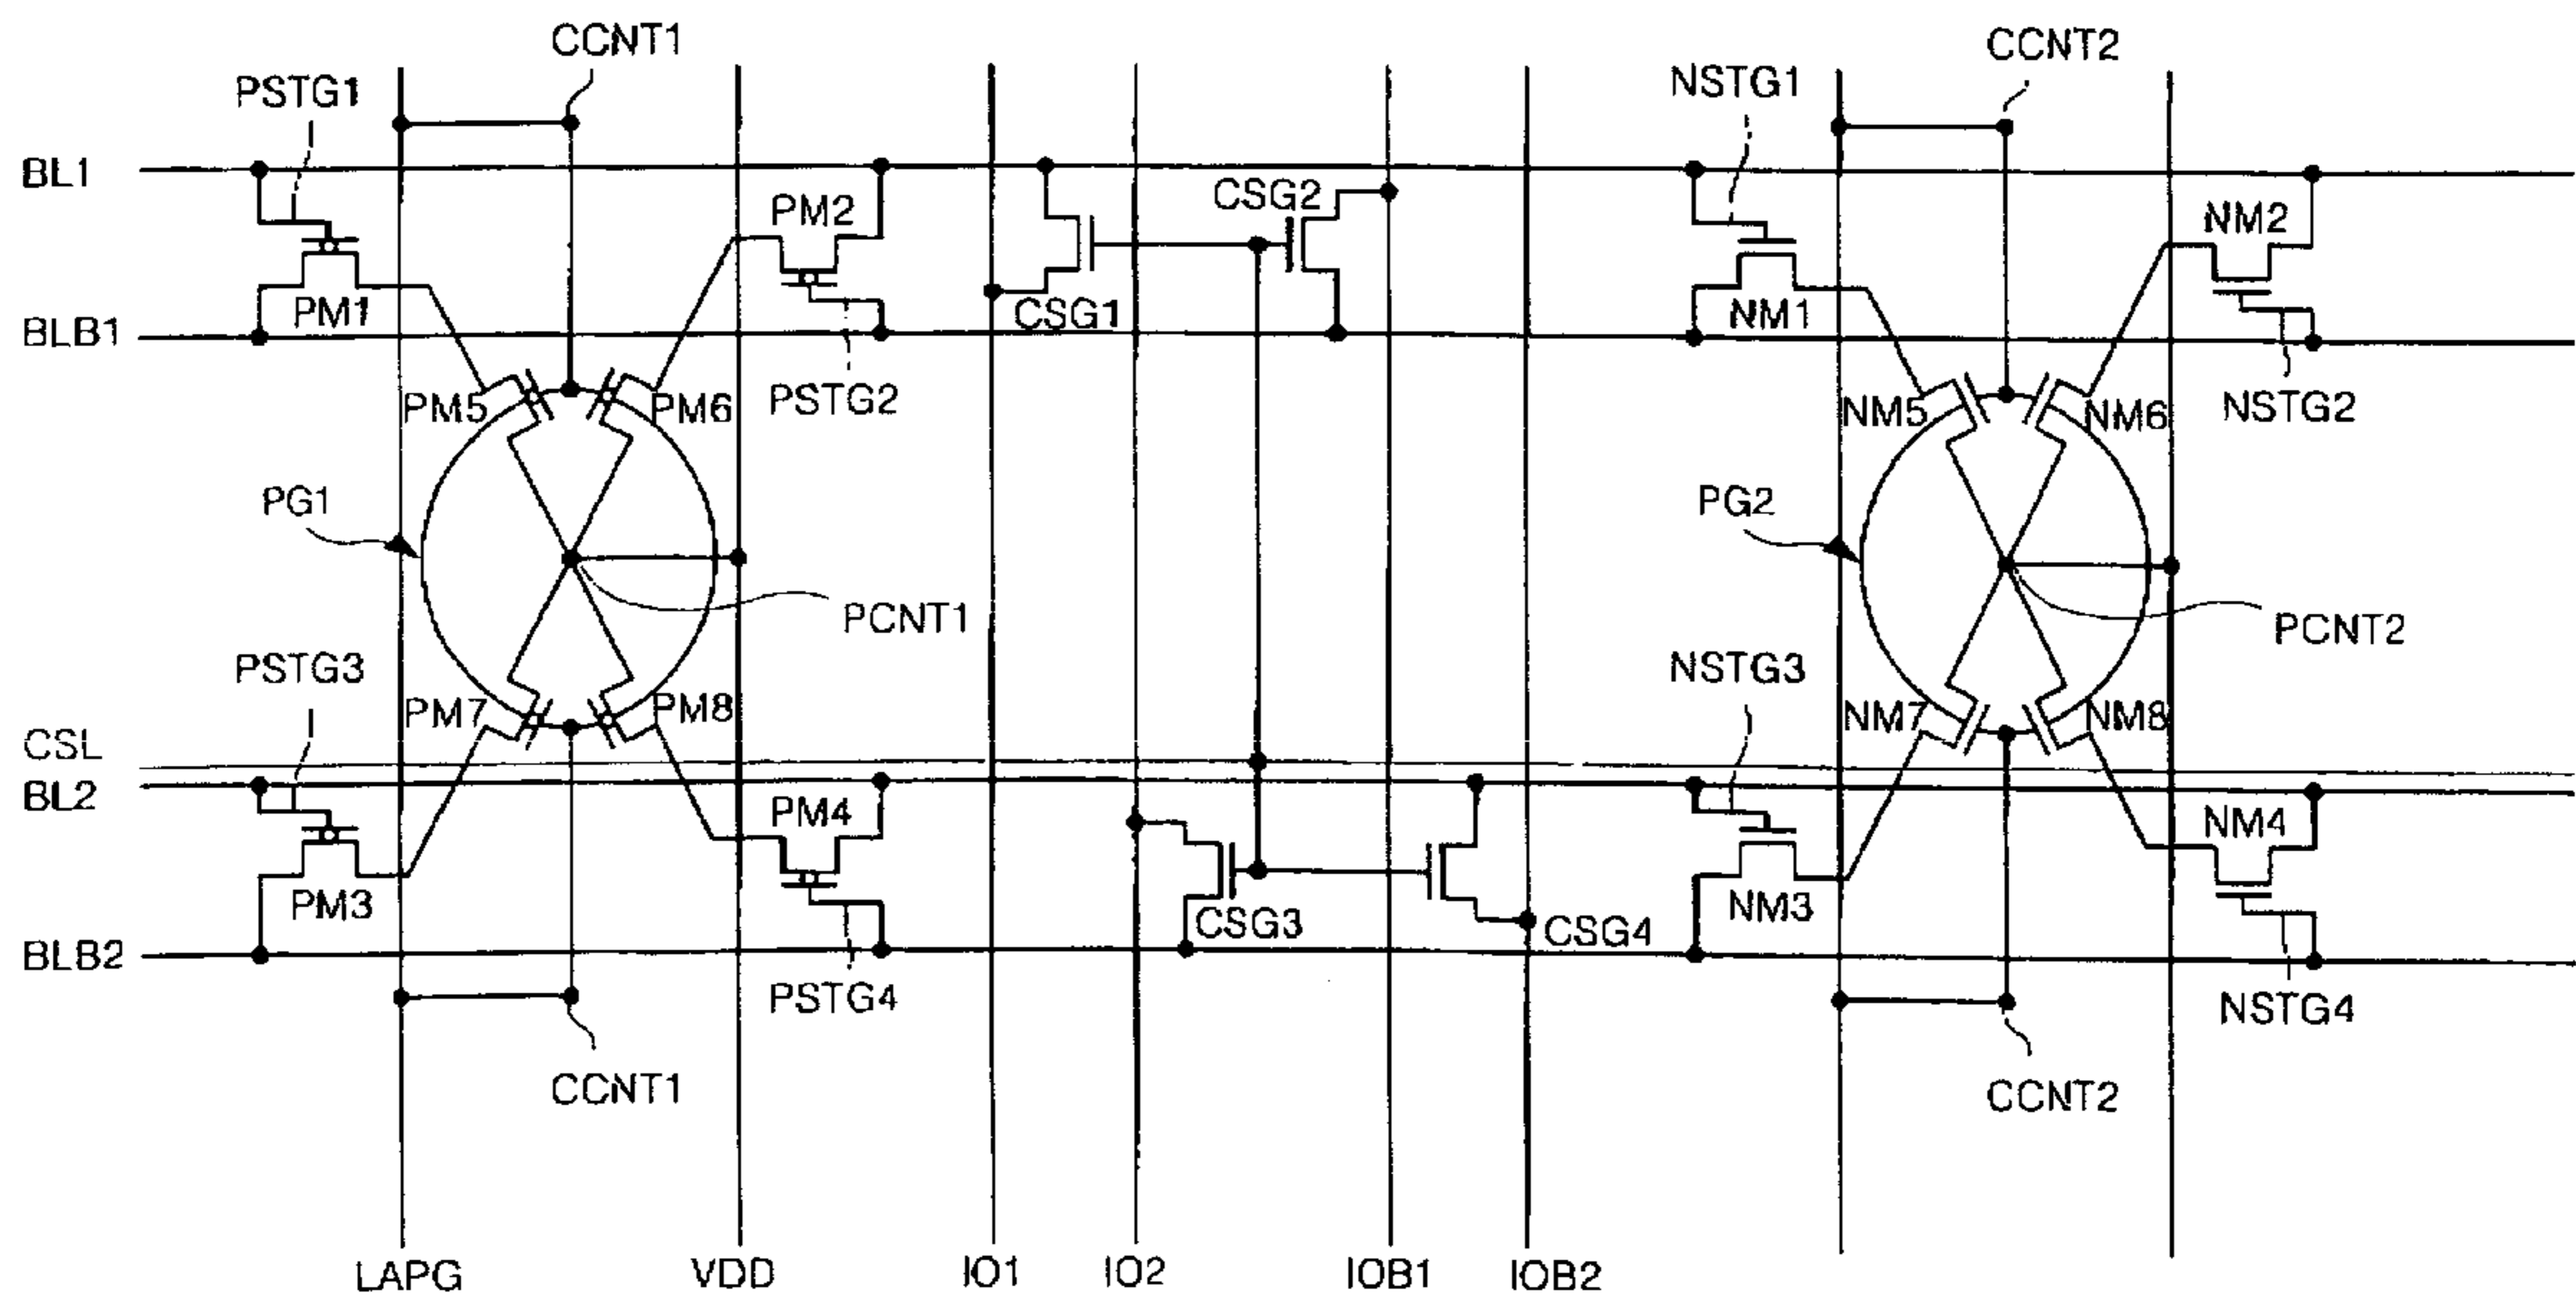 CCNT1
CCNT2
PSTG1
NSTG1
BL1
CSG2
PM2
NM2
PM1
CSG1
NM1
BLB1
PM5
PM6
PSTG2
NM5
NM6
NSTG2
PG1
PG2
PCNT1
PCNT2
PSTG3
NSTG3
PM7
PM8
NM7
NM8
CSL
BL2
PM4
NM4
PM3
CSG3
CSG4
NM3
BLB2
PSTG4
NSTG4
CCNT1
CCNT2
LAPG
VDD
IO1
IO2
IOB1
IOB2